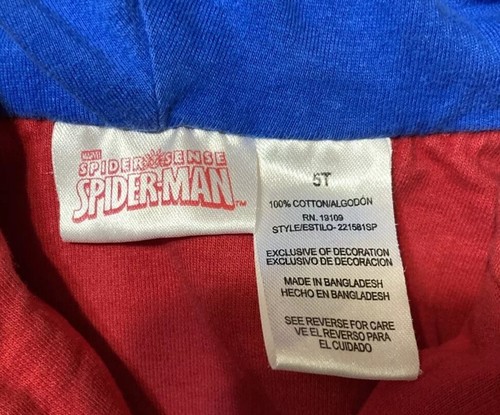 MARVEL
SPIDER SENSE
SPIDER-MAN™
5T
100% COTTON/ALGODÓN
RN. 19109
STYLE/ESTILO- 221581SP
EXCLUSIVE OF DECORATION
EXCLUSIVO DE DECORACION
MADE IN BANGLADESH
HECHO EN BANGLADESH
SEE REVERSE FOR CARE
VE EL REVERSO PARA
EL CUIDADO